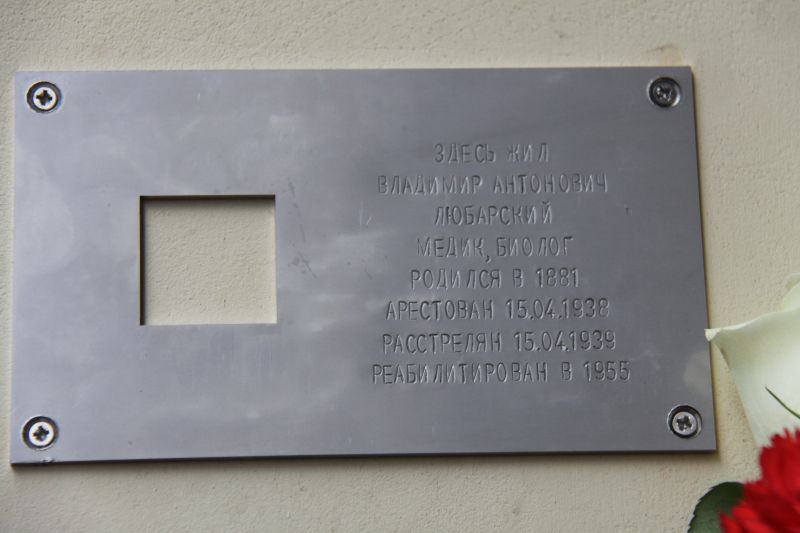 ЗДЕСЬ ЖИЛ
ВЛАДИМИР АНТОНОВИЧ
ЛЮБАРСКИЙ
МЕДИК, БИОЛОГ
РОДИЛСЯ В 1881
АРЕСТОВАН 15.04.1938
РАССТРЕЛЯН 15.04.1939
РЕАБИЛИТИРОВАН В 1955